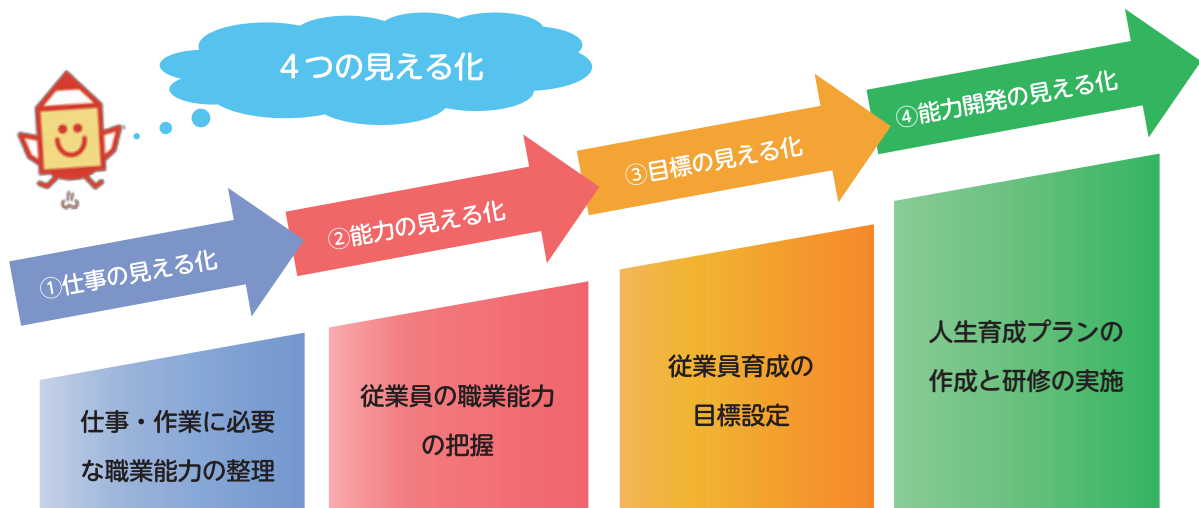 ４つの見える化
①仕事の見える化
②能力の見える化
③目標の見える化
④能力開発の見える化
仕事・作業に必要
な職業能力の整理
従業員の職業能力
の把握
従業員育成の
目標設定
人生育成プランの
作成と研修の実施